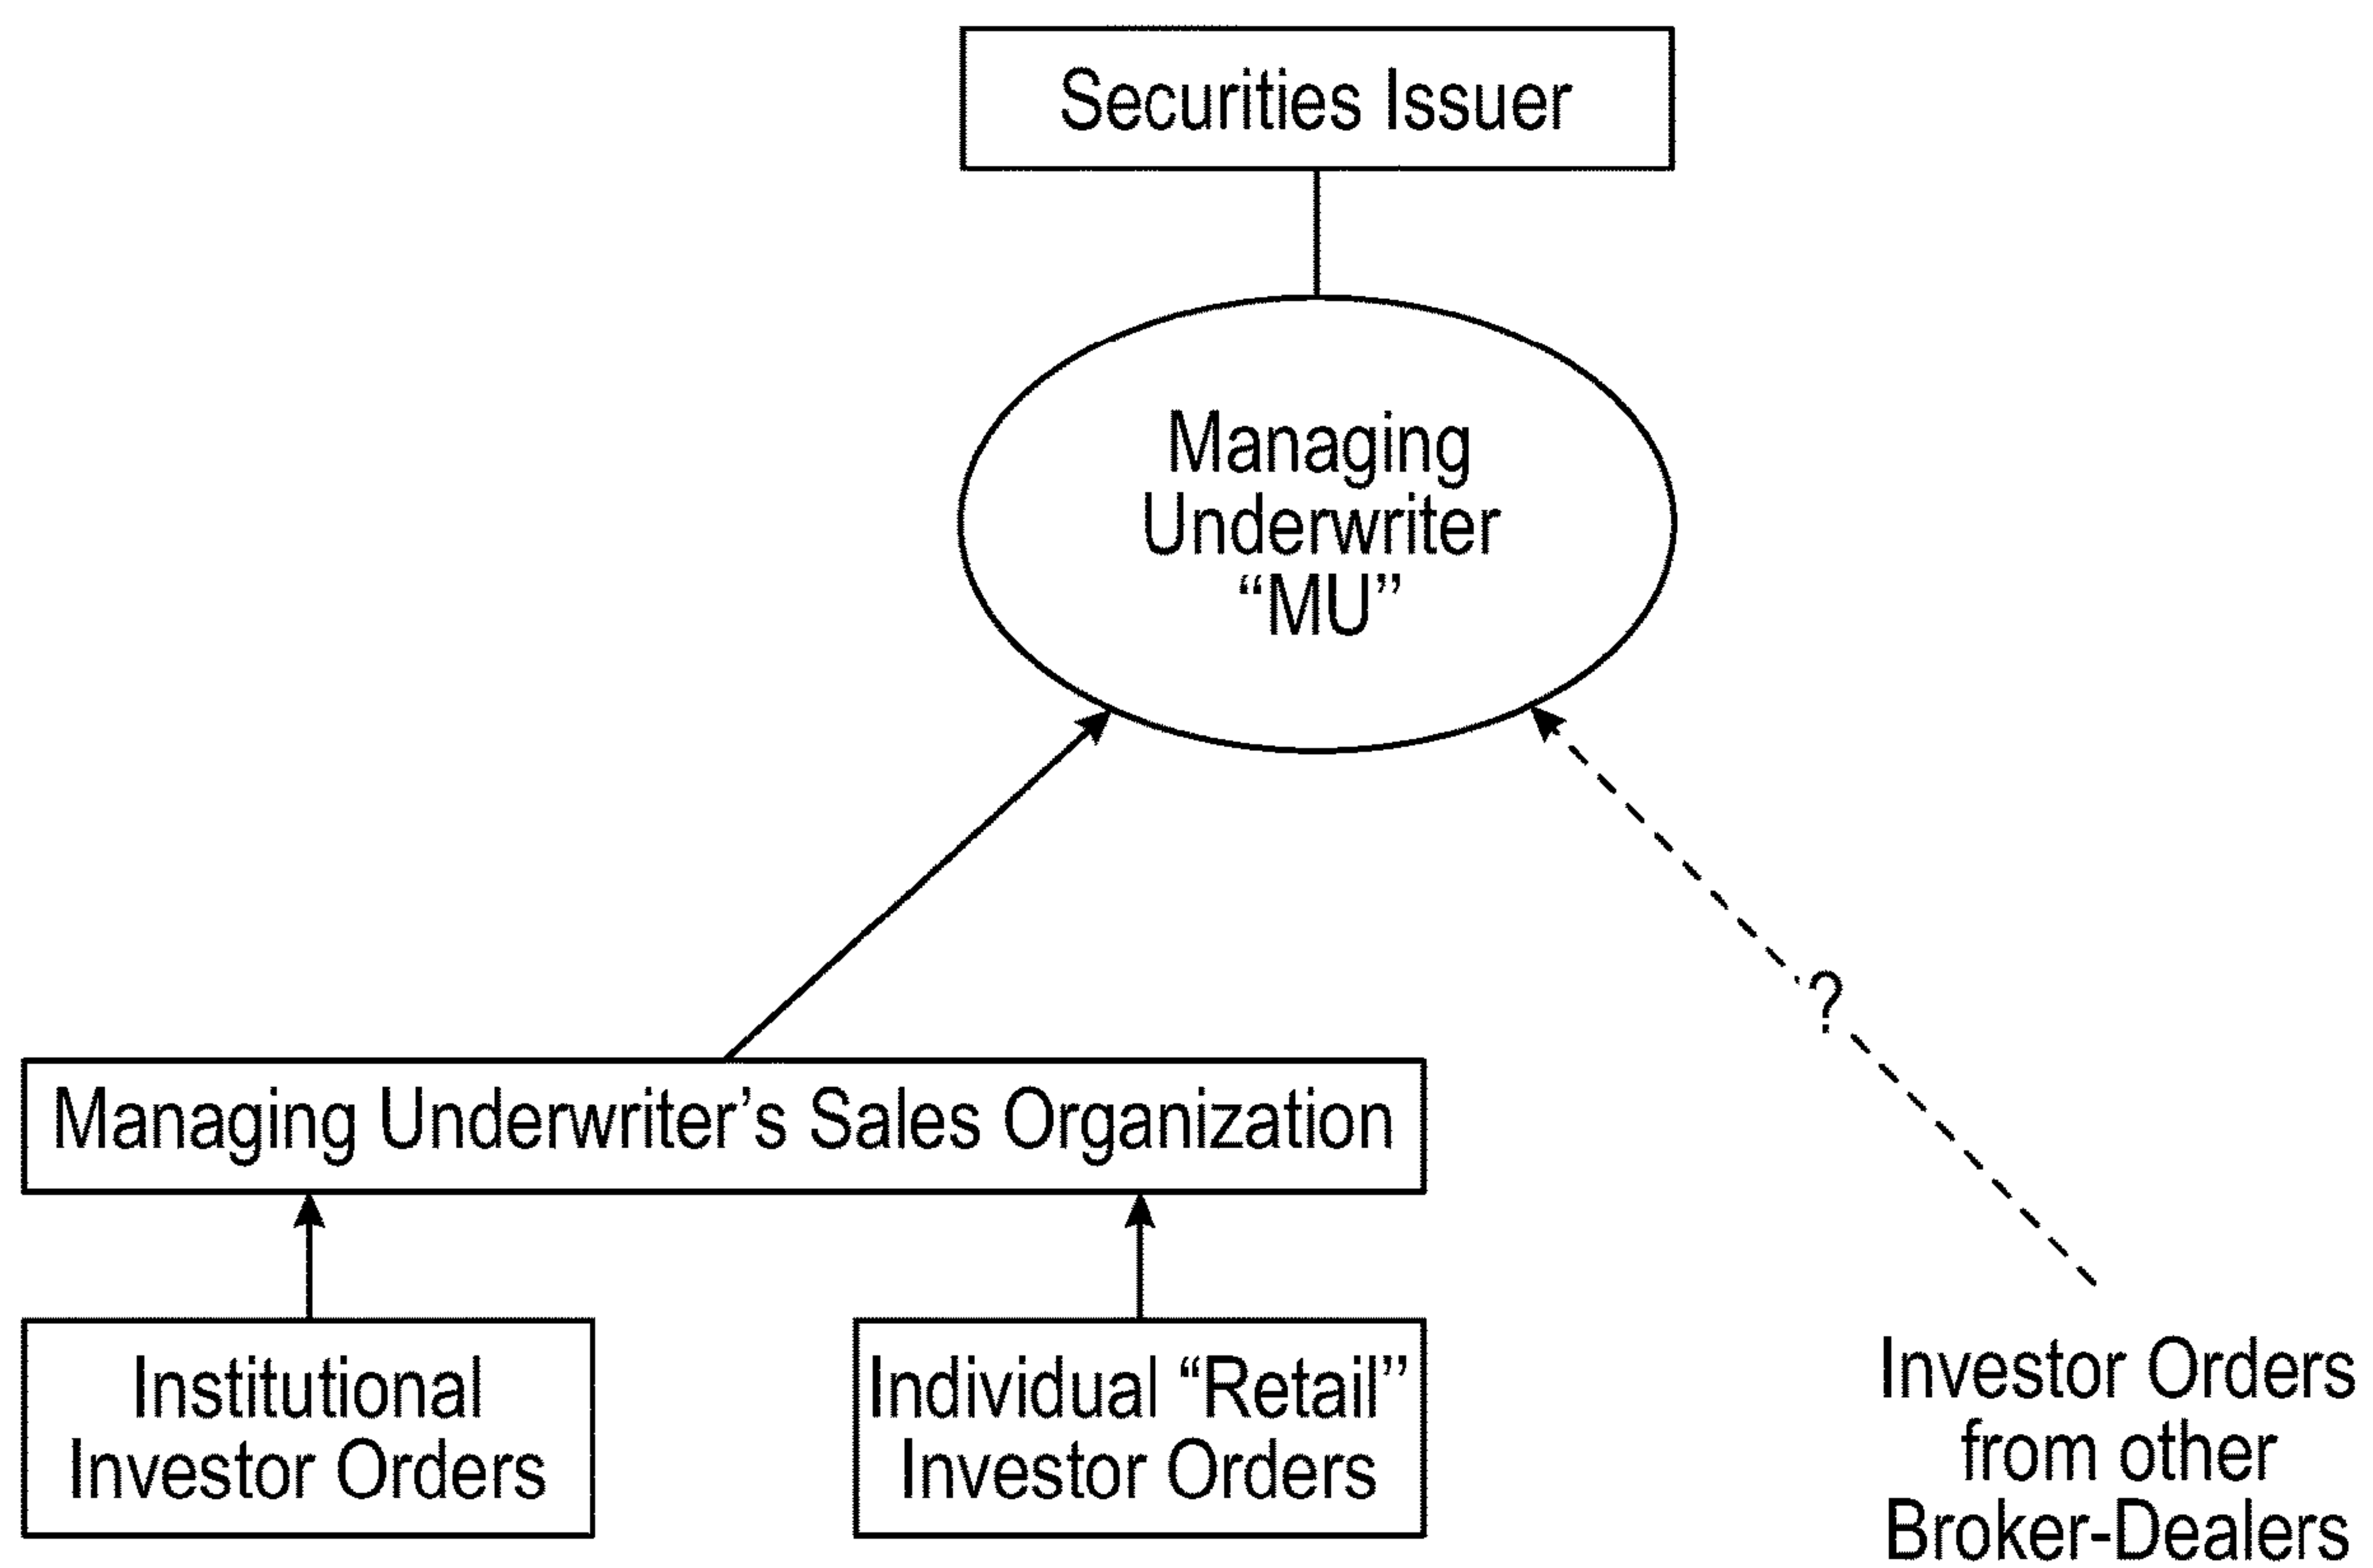 Securities Issuer
Managing
Underwriter
“MU”
?
Managing Underwriter’s Sales Organization
Institutional
Investor Orders
Individual “Retail”
Investor Orders
Investor Orders
from other
Broker-Dealers